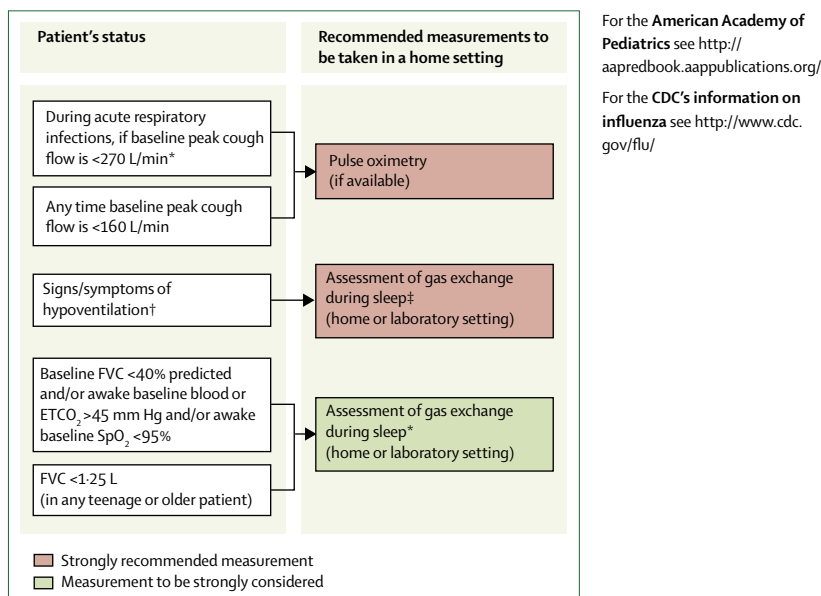 Patient's status
Recommended measurements to
be taken in a home setting
During acute respiratory
infections, if baseline peak cough
flow is <270 L/min*
Any time baseline peak cough
flow is <160 L/min
Pulse oximetry
(if available)
Signs/symptoms of
hypoventilation†
Assessment of gas exchange
during sleep‡
(home or laboratory setting)
Baseline FVC <40% predicted
and/or awake baseline blood or
ETCO₂ >45 mm Hg and/or awake
baseline SpO₂ <95%
FVC <1·25 L
(in any teenage or older patient)
Assessment of gas exchange
during sleep*
(home or laboratory setting)
Strongly recommended measurement
Measurement to be strongly considered
For the American Academy of
Pediatrics see http://
aapredbook.aappublications.org/
For the CDC's information on
influenza see http://www.cdc.
gov/flu/